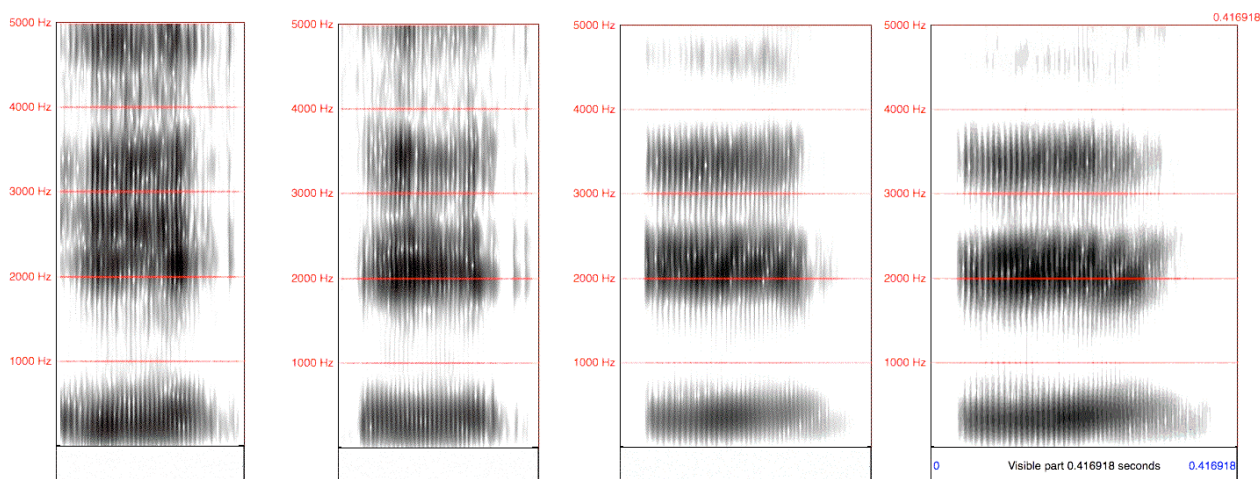 5000 Hz 5000 Hz 5000 Hz 5000 Hz 0.416918
4000 Hz 4000 Hz 4000 Hz 4000 Hz
3000 Hz 3000 Hz 3000 Hz 3000 Hz
2000 Hz 2000 Hz 2000 Hz 2000 Hz
1000 Hz 1000 Hz 1000 Hz 1000 Hz
0 Visible part 0.416918 seconds 0.416918